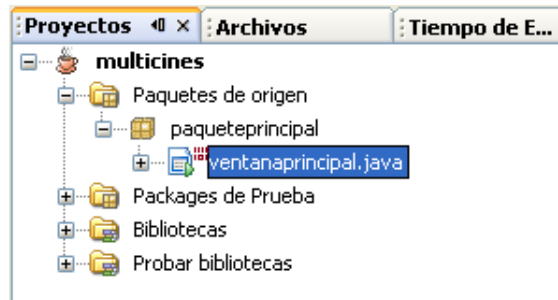 Proyectos Archivos Tiempo de E...
multicines
Paquetes de origen
paqueteprincipal
ventanaprincipal.java
Packages de Prueba
Bibliotecas
Probar bibliotecas